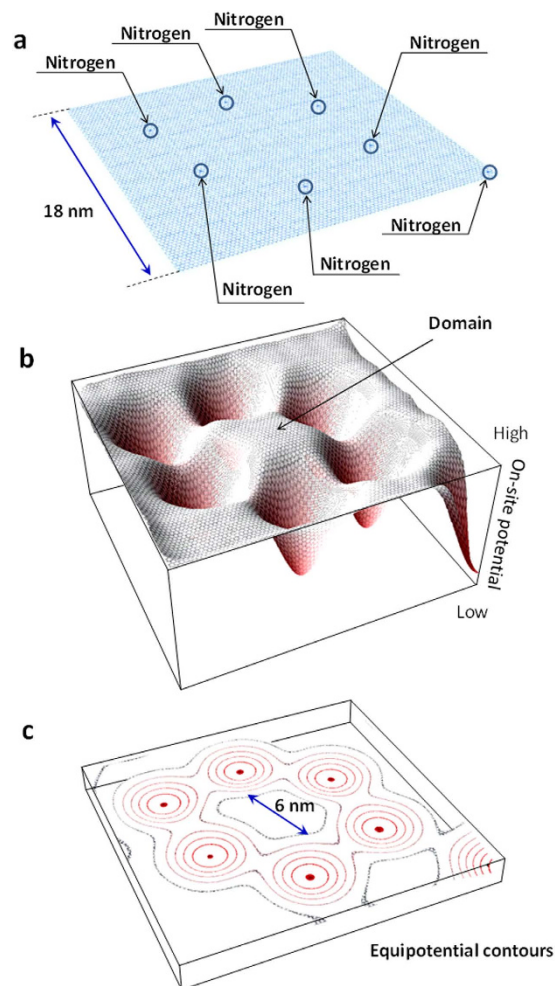 a
Nitrogen
Nitrogen
Nitrogen
Nitrogen
18 nm
Nitrogen
Nitrogen
Nitrogen
b
Domain
High
On-site potential
Low
c
6 nm
Equipotential contours